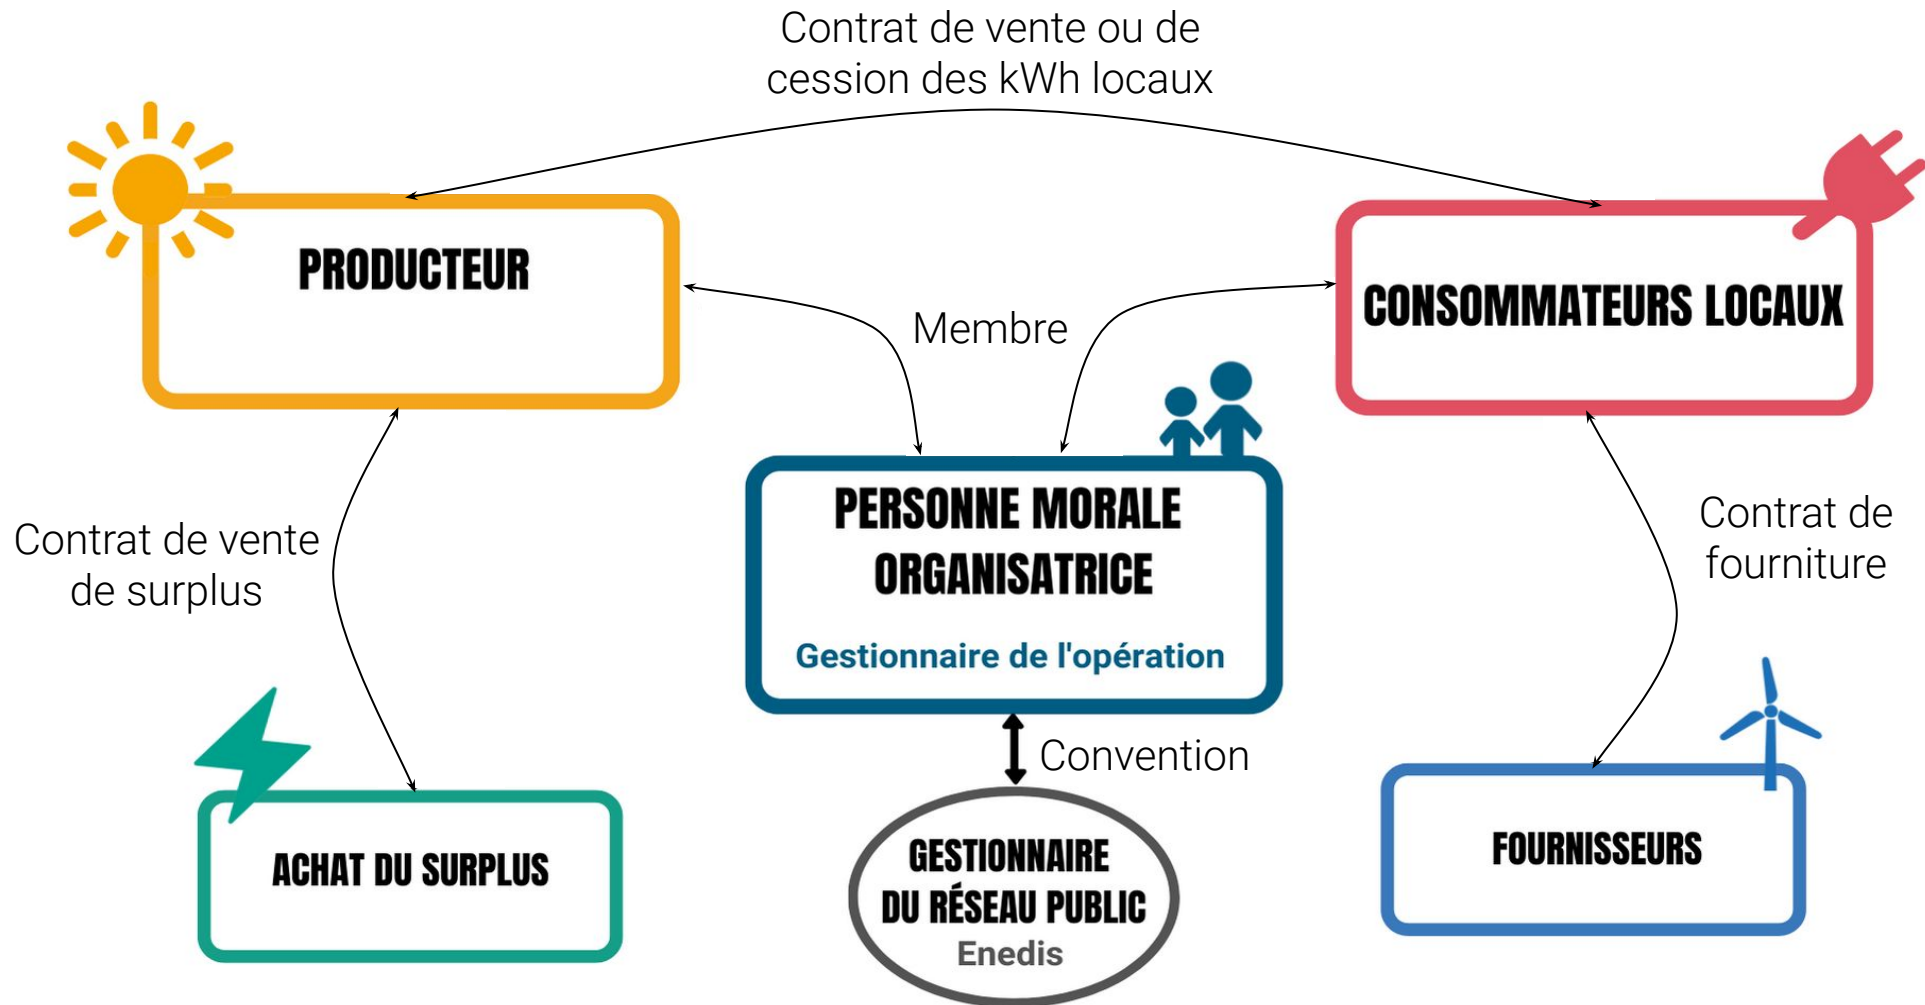 Contrat de vente ou de
cession des kWh locaux
PRODUCTEUR
CONSOMMATEURS LOCAUX
Membre
PERSONNE MORALE
ORGANISATRICE
Gestionnaire de l'opération
Contrat de vente
de surplus
Contrat de
fourniture
Convention
ACHAT DU SURPLUS
GESTIONNAIRE
DU RÉSEAU PUBLIC
Enedis
FOURNISSEURS